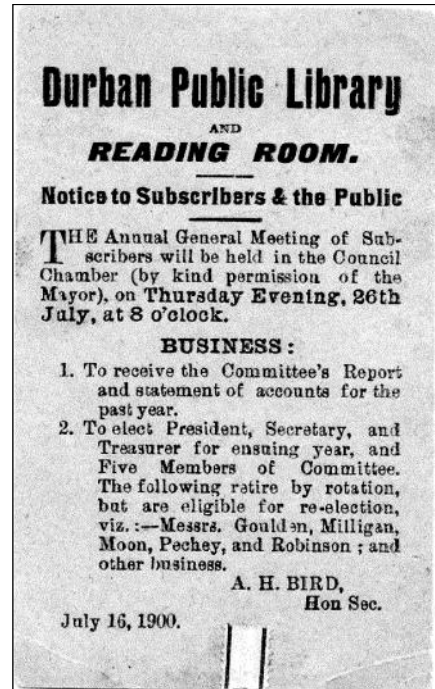 Durban Public Library
AND
READING ROOM.
Notice to Subscribers & the Public
THE Annual General Meeting of Sub-
scribers will be held in the Council
Chamber (by kind permission of the
Mayor), on Thursday Evening, 26th
July, at 8 o'clock.
BUSINESS:
1. To receive the Committee's Report
and statement of accounts for the
past year.
2. To elect President, Secretary, and
Treasurer for ensuing year, and
Five Members of Committee.
The following retire by rotation,
but are eligible for re-election,
viz.:—Messrs. Goulden, Milligan,
Moon, Pechey, and Robinson; and
other business.
A. H. BIRD,
Hon Sec.
July 16, 1900.